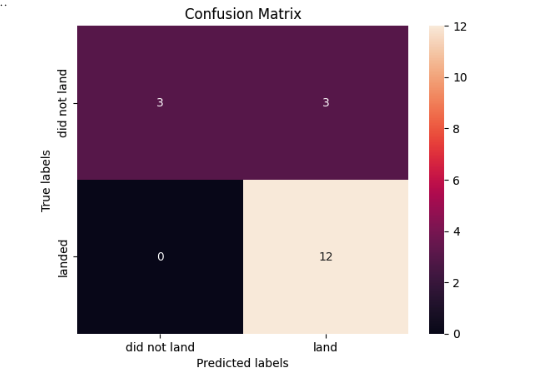 ..
Confusion Matrix
True labels
did not land
landed
3
3
0
12
did not land
land
Predicted labels
12
10
8
6
4
2
0